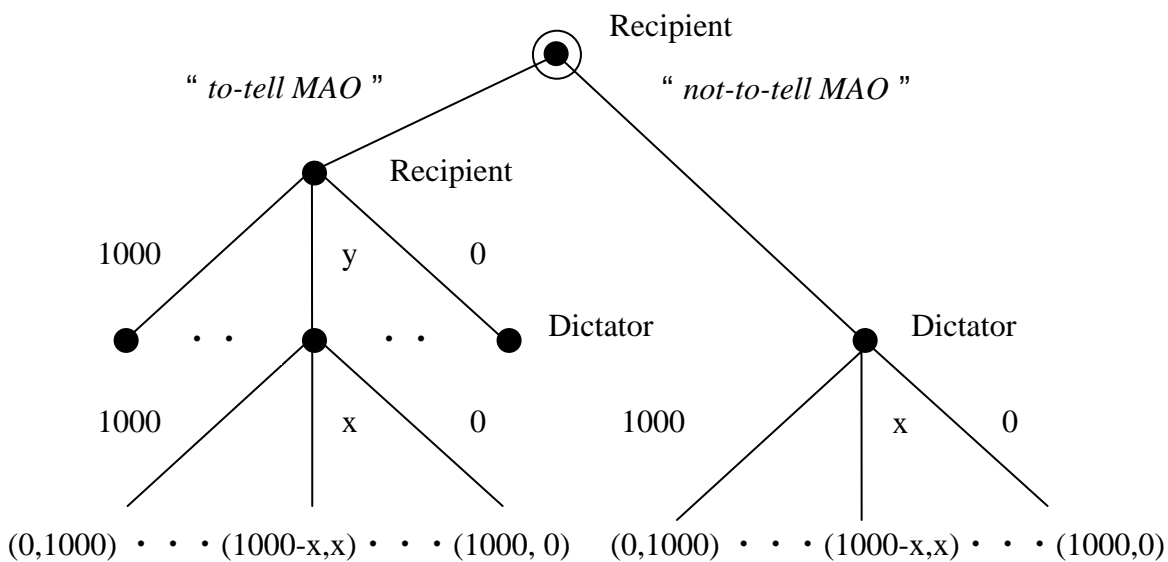 Recipient
“ to-tell MAO ” “ not-to-tell MAO ”
Recipient
1000 y 0
· · · · Dictator Dictator
1000 x 0 1000 x 0
(0,1000) · · · (1000-x,x) · · · (1000, 0) (0,1000) · · · (1000-x,x) · · · (1000,0)